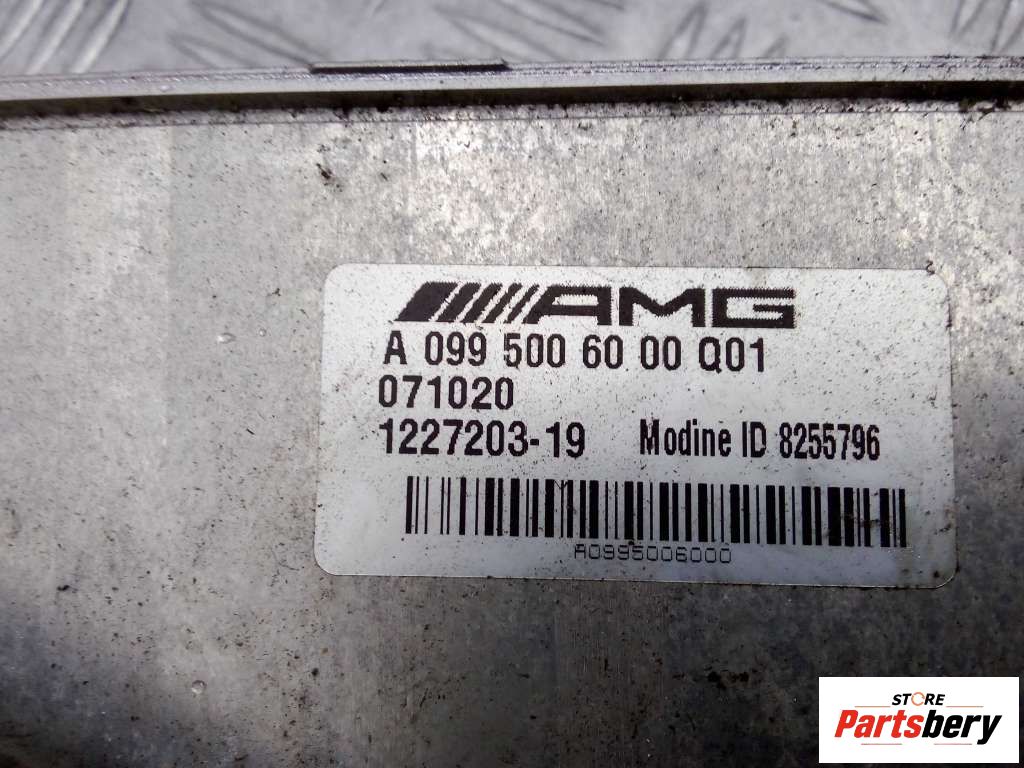 AMG
A 099 500 60 00 Q01
071020
1227203-19 Modine ID 8255796
A0995006000
STORE
Partsbery